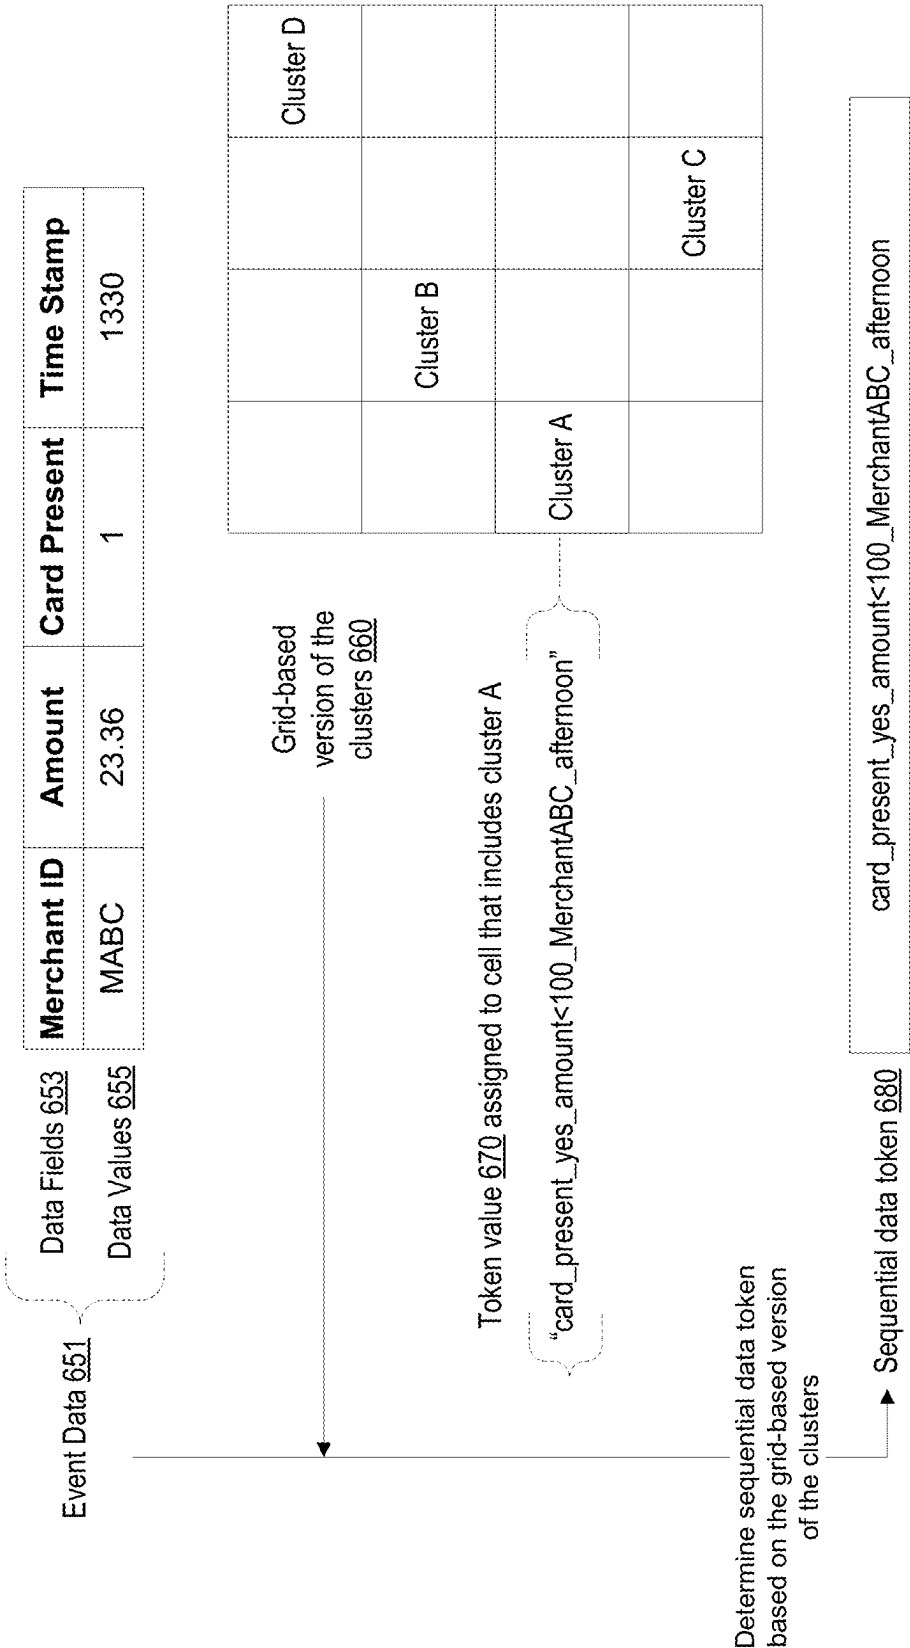 Event Data 651
Data Fields 653
Data Values 655
Merchant ID
Amount
Card Present
Time Stamp
MABC
23.36
1
1330
Grid-based
version of the
clusters 660
Cluster D
Cluster B
Cluster A
Cluster C
Token value 670 assigned to cell that includes cluster A
“card_present_yes_amount<100_MerchantABC_afternoon”
Determine sequential data token
based on the grid-based version
of the clusters
Sequential data token 680
card_present_yes_amount<100_MerchantABC_afternoon